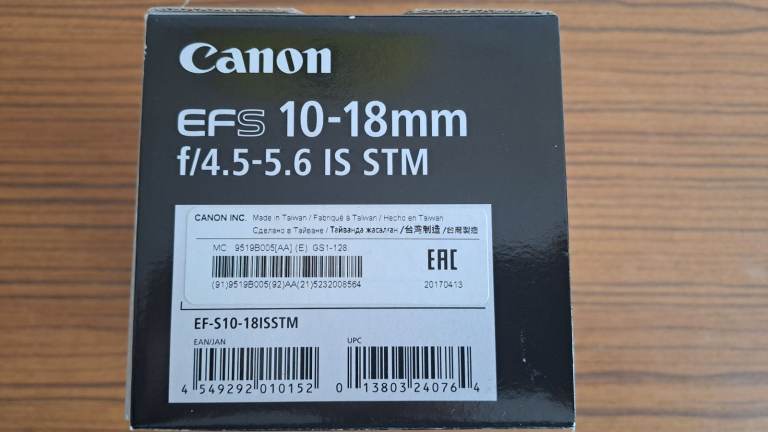 Canon
EFS 10-18mm
f/4.5-5.6 IS STM
CANON INC. Made in Taiwan / Fabriqué à Taiwan / Hecho en Taiwan
Сделано в Тайване / Тайванда жасалған / 台湾制造 / 台灣製造
MC 9519B005[AA] (E) GS1-128
EAC
(91)9519B005(92)AA(21)5232008564
20170413
EF-S10-18ISSTM
EAN/JAN
UPC
4 549292 010152
0 13803 24076 4